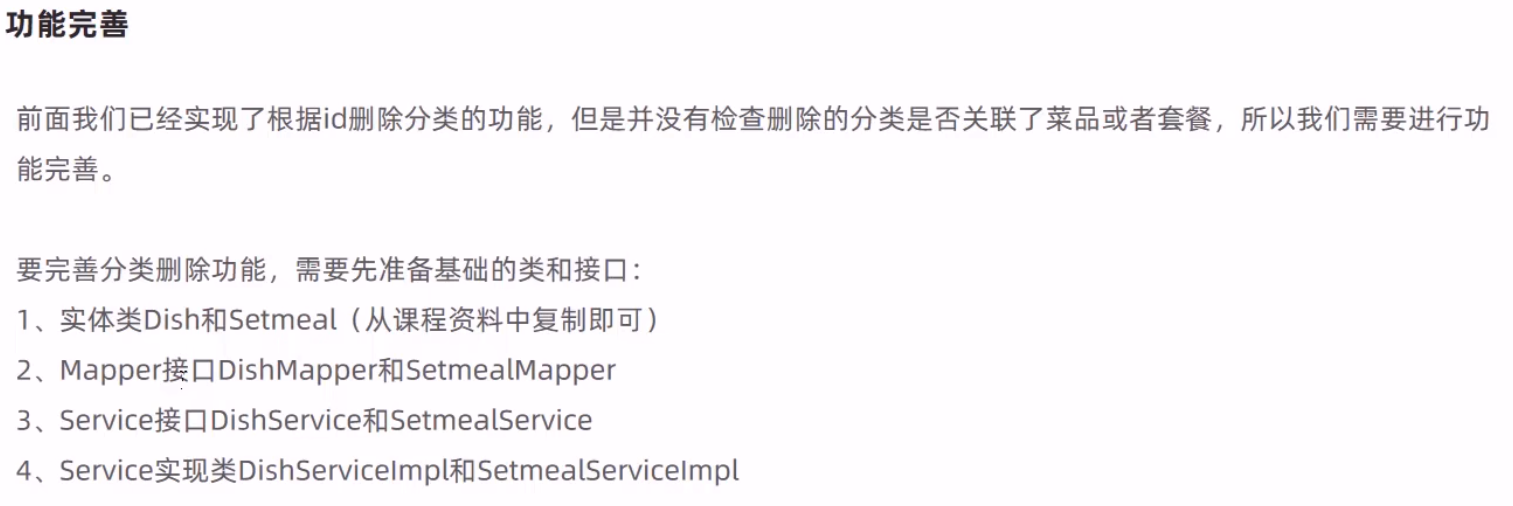 功能完善
前面我们已经实现了根据id删除分类的功能，但是并没有检查删除的分类是否关联了菜品或者套餐，所以我们需要进行功
能完善。
要完善分类删除功能，需要先准备基础的类和接口：
1、实体类Dish和Setmeal（从课程资料中复制即可）
2、Mapper接口DishMapper和SetmealMapper
3、Service接口DishService和SetmealService
4、Service实现类DishServiceImpl和SetmealServiceImpl